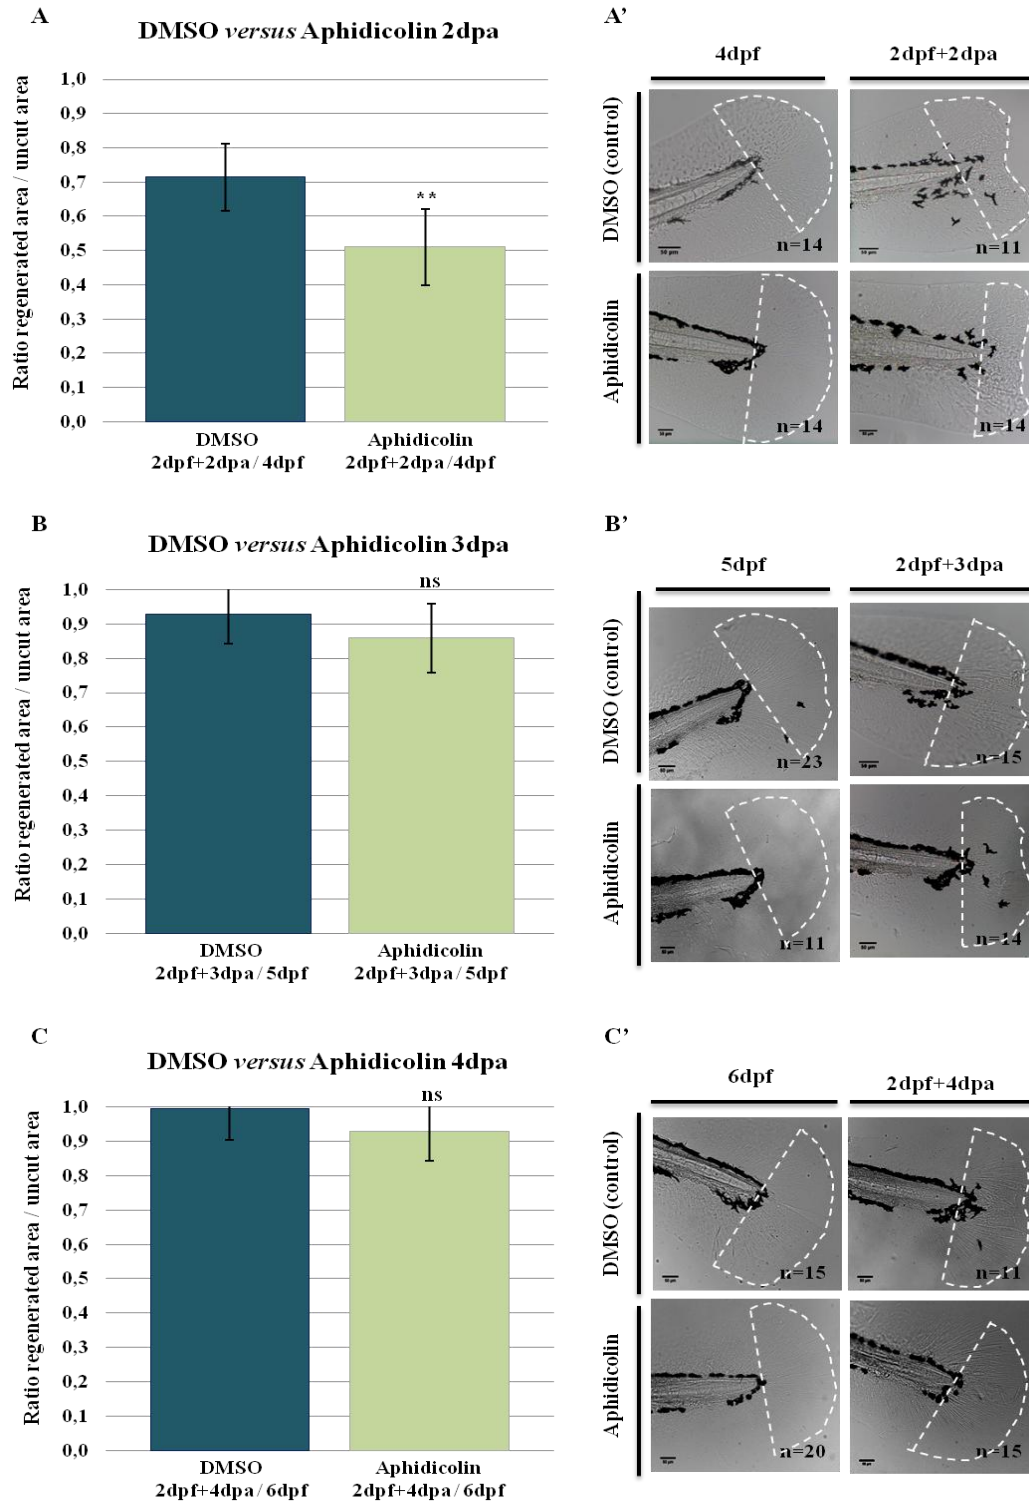 A
DMSO versus Aphidicolin 2dpa
Ratio regenerated area / uncut area
1,0
0,9
0,8
0,7
0,6
0,5
0,4
0,3
0,2
0,1
0,0
**
DMSO
2dpf+2dpa / 4dpf
Aphidicolin
2dpf+2dpa / 4dpf
A’
4dpf
2dpf+2dpa
DMSO (control)
n=14
n=11
Aphidicolin
n=14
n=14
B
DMSO versus Aphidicolin 3dpa
Ratio regenerated area / uncut area
1,0
0,9
0,8
0,7
0,6
0,5
0,4
0,3
0,2
0,1
0,0
ns
DMSO
2dpf+3dpa / 5dpf
Aphidicolin
2dpf+3dpa / 5dpf
B’
5dpf
2dpf+3dpa
DMSO (control)
n=23
n=15
Aphidicolin
n=11
n=14
C
DMSO versus Aphidicolin 4dpa
Ratio regenerated area / uncut area
1,0
0,9
0,8
0,7
0,6
0,5
0,4
0,3
0,2
0,1
0,0
ns
DMSO
2dpf+4dpa / 6dpf
Aphidicolin
2dpf+4dpa / 6dpf
C’
6dpf
2dpf+4dpa
DMSO (control)
n=15
n=11
Aphidicolin
n=20
n=15